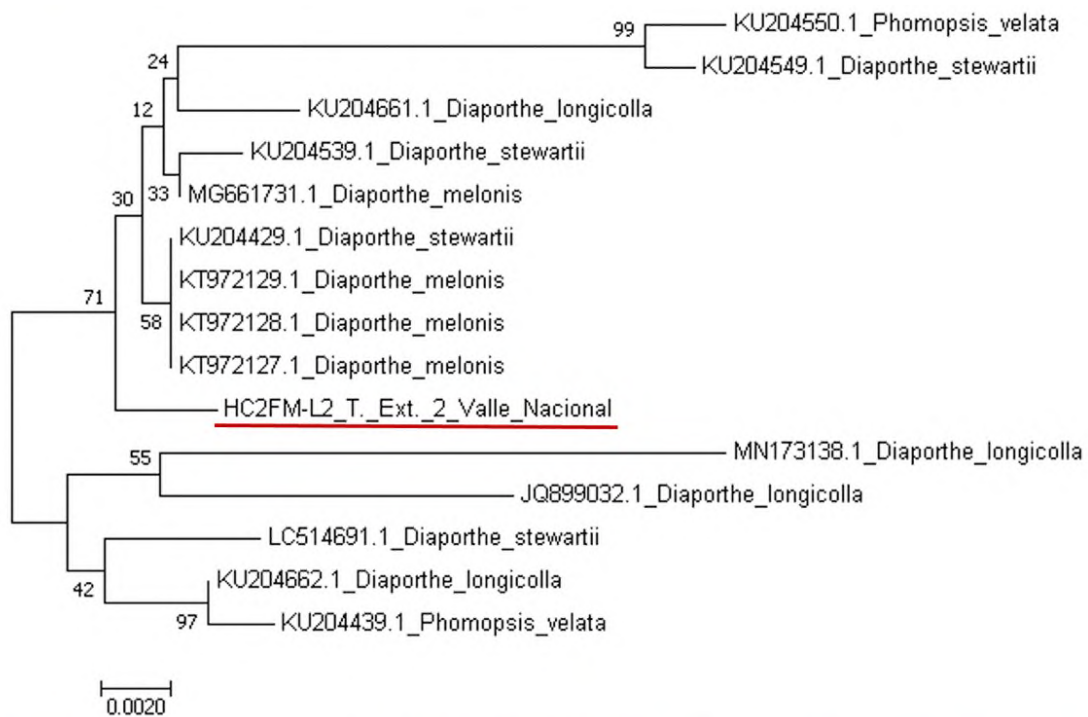 99
KU204550.1_Phomopsis_velata
24
KU204549.1_Diaporthe_stewartii
12
KU204661.1_Diaporthe_longicolla
KU204539.1_Diaporthe_stewartii
30
33
MG661731.1_Diaporthe_melonis
KU204429.1_Diaporthe_stewartii
KT972129.1_Diaporthe_melonis
71
58
KT972128.1_Diaporthe_melonis
KT972127.1_Diaporthe_melonis
HC2FM-L2_T._Ext._2_Valle_Nacional
55
MN173138.1_Diaporthe_longicolla
JQ899032.1_Diaporthe_longicolla
LC514691.1_Diaporthe_stewartii
42
KU204662.1_Diaporthe_longicolla
97
KU204439.1_Phomopsis_velata
0.0020